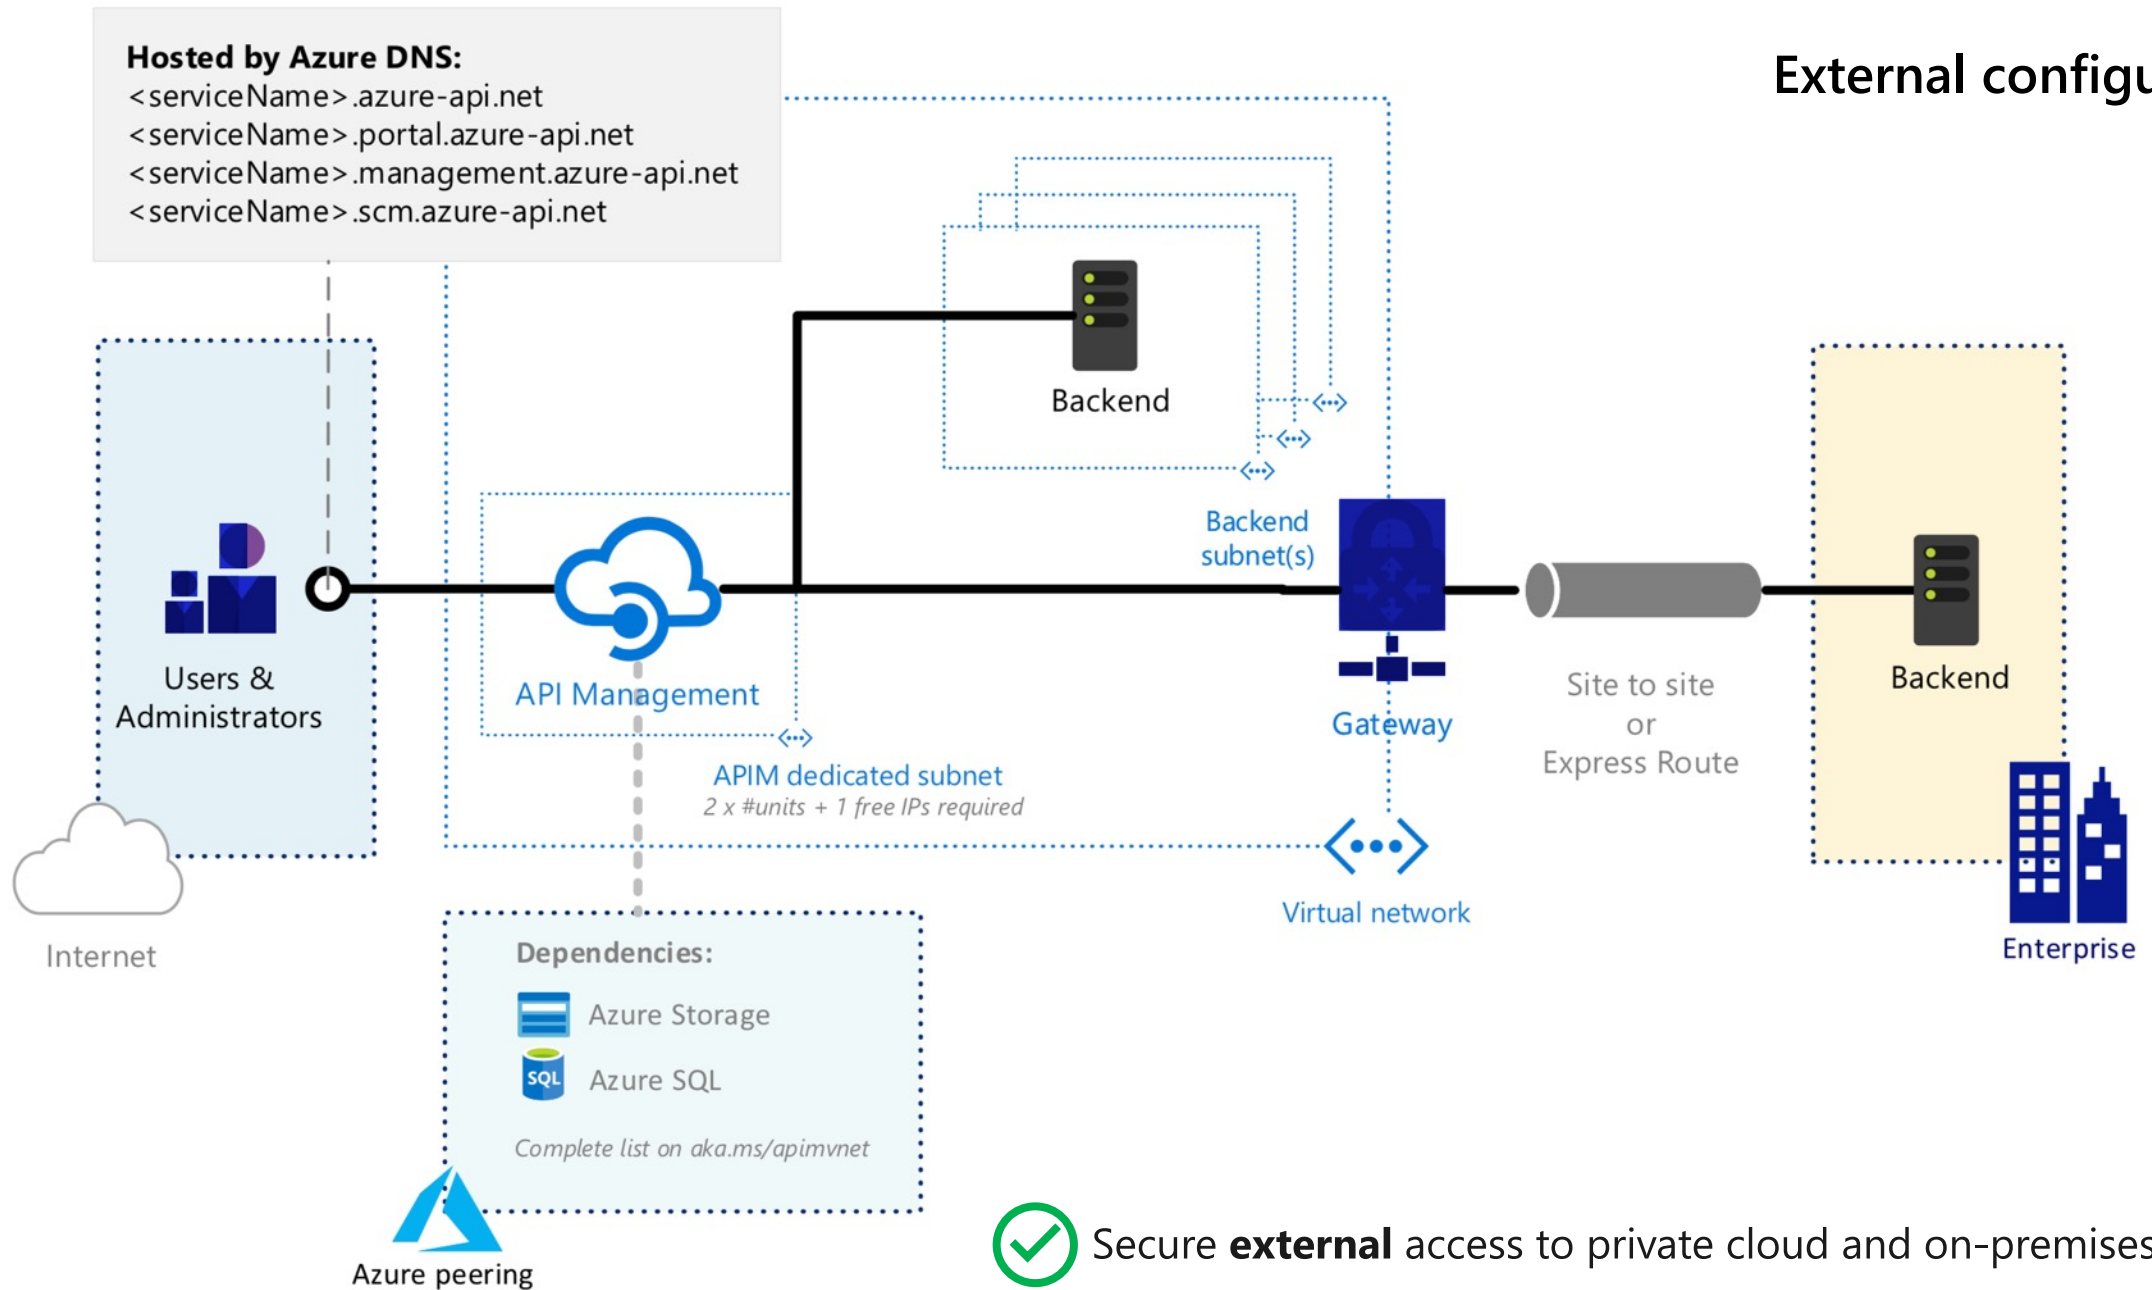 Hosted by Azure DNS:
<serviceName>.azure-api.net
<serviceName>.portal.azure-api.net
<serviceName>.management.azure-api.net
<serviceName>.scm.azure-api.net
External configu
Backend
Backend
subnet(s)
Users &
Administrators
API Management
APIM dedicated subnet
2 x #units + 1 free IPs required
Gateway
Site to site
or
Express Route
Backend
Virtual network
Internet
Enterprise
Dependencies:
Azure Storage
SQL
Azure SQL
Complete list on aka.ms/apimvnet
Azure peering
Secure external access to private cloud and on-premises